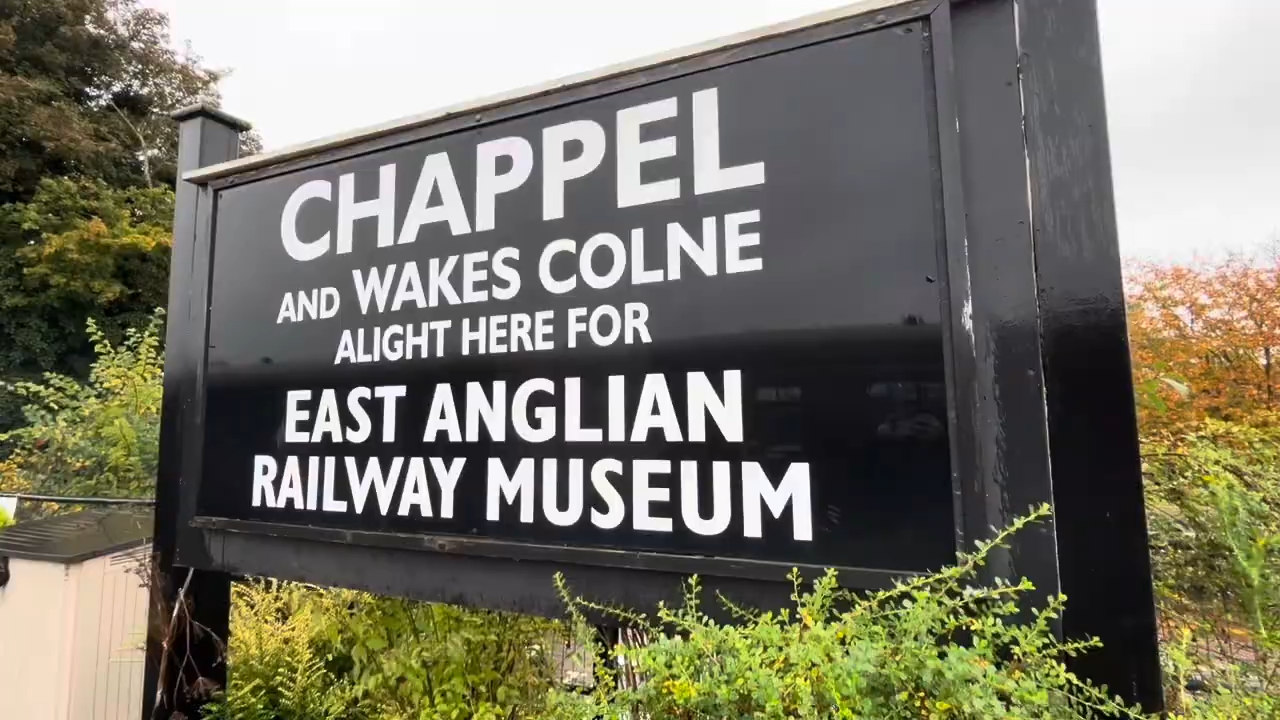 CHAPPEL
AND WAKES COLNE
ALIGHT HERE FOR
EAST ANGLIAN
RAILWAY MUSEUM